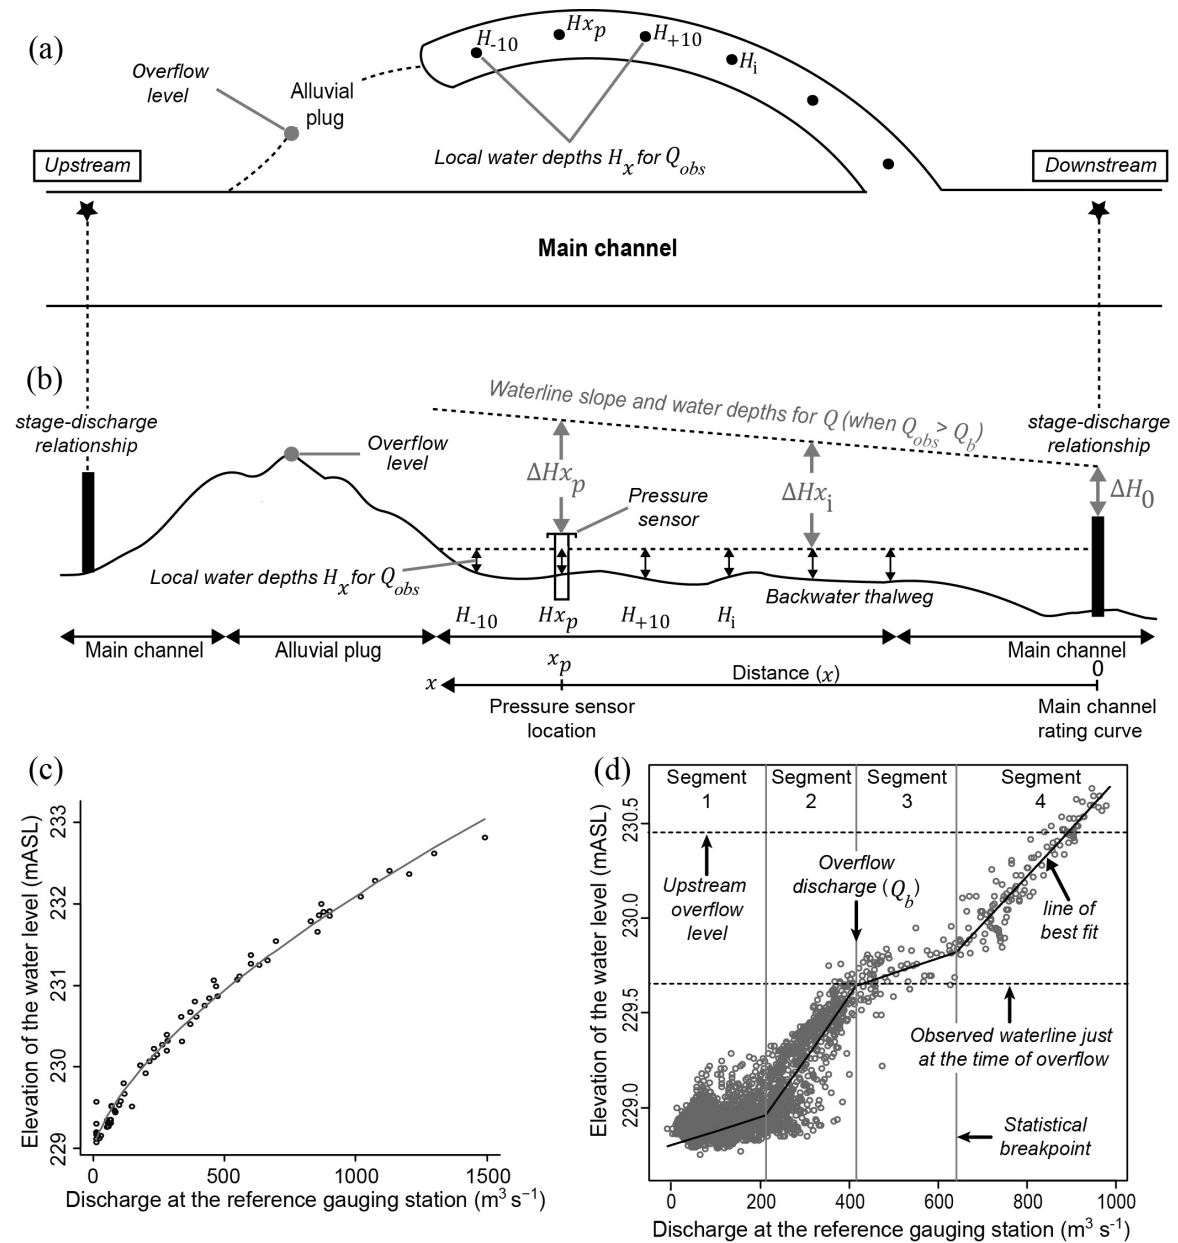 (a)
Overflow
level
Alluvial
plug
H-10
Hxp
H+10
Hi
Local water depths Hx for Qobs
Upstream
Downstream
Main channel
(b)
stage-discharge
relationship
Overflow
level
Waterline slope and water depths for Q (when Qobs > Qb)
stage-discharge
relationship
ΔHxp
ΔHxi
ΔH0
Pressure
sensor
Local water depths Hx for Qobs
Backwater thalweg
H-10
Hxp
H+10
Hi
Main channel
Alluvial plug
Main channel
x
xp
Distance (x)
0
Pressure sensor
location
Main channel
rating curve
(c)
Elevation of the water level (mASL)
233
232
231
230
229
0
500
1000
1500
Discharge at the reference gauging station (m³ s⁻¹)
(d)
Elevation of the water level (mASL)
230.5
230.0
229.5
229.0
Segment
1
Segment
2
Segment
3
Segment
4
Upstream
overflow
level
Overflow
discharge (Qb)
line of
best fit
Observed waterline just
at the time of overflow
Statistical
breakpoint
0
200
400
600
800
1000
Discharge at the reference gauging station (m³ s⁻¹)